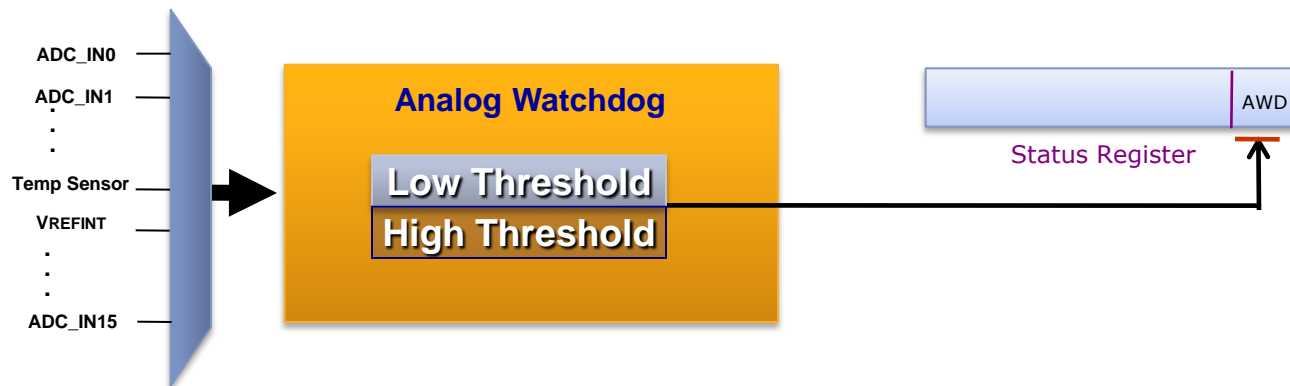 ADC_IN0
ADC_IN1
.
.
.
Temp Sensor
VREFINT
.
.
.
ADC_IN15
Analog Watchdog
Low Threshold
High Threshold
AWD
Status Register